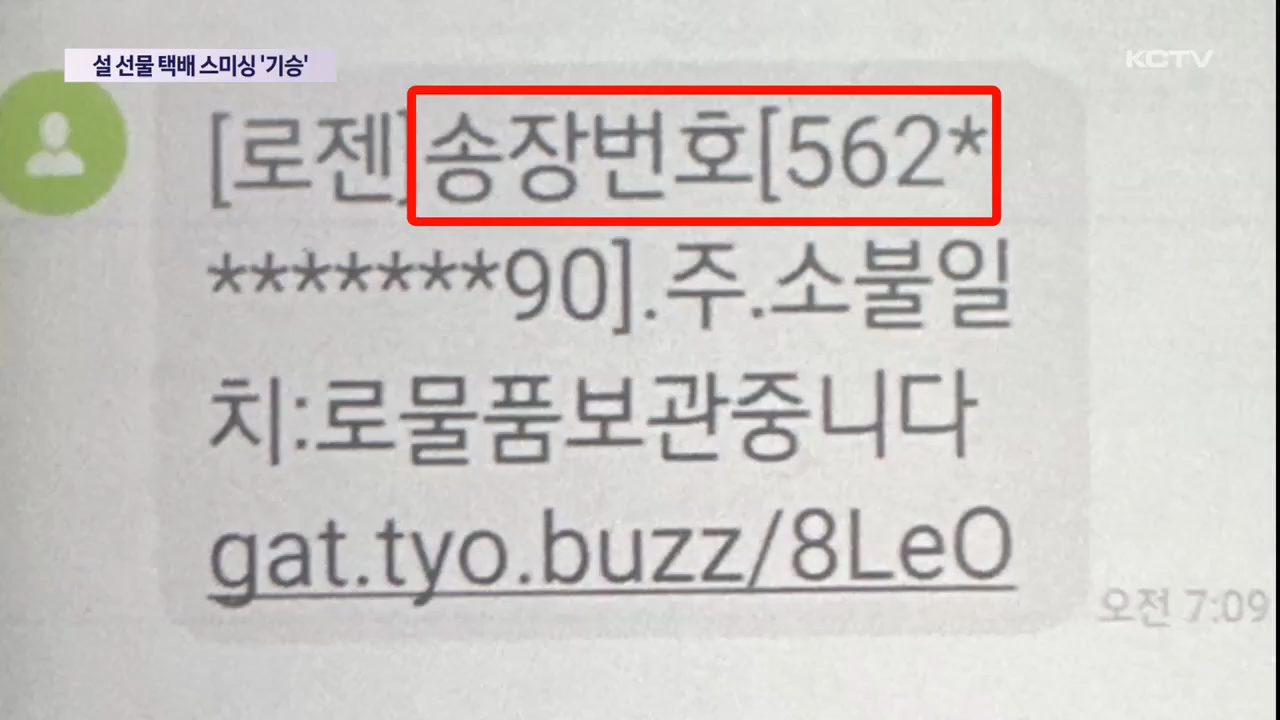 설 선물 택배 스미싱 '기승'
KCTV
[로젠]송장번호[562*
*******90].주.소불일
치:로물품보관중니다
gat.tyo.buzz/8LeO
오전 7:09